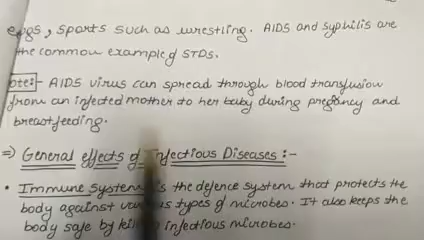 eggs, sports such as wrestling. AIDS and syphilis are
the common example of STDs.
ote:- AIDS virus can spread through blood transfusion
from an infected mother to her baby during pregnancy and
breastfeeding.
=> General effects of Infectious Diseases :-
• Immune system is the defence system that protects the
body against types of microbes. It also keeps the
body safe by infectious microbes.